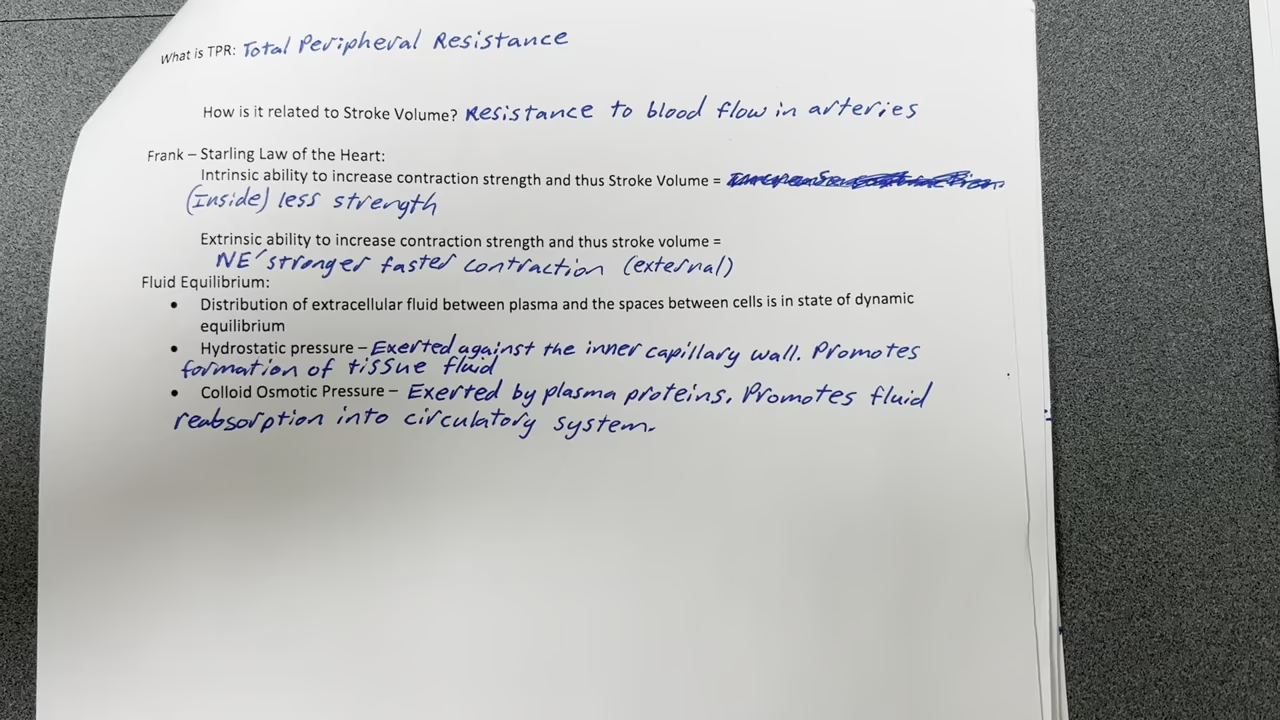 What is TPR: Total Peripheral Resistance
How is it related to Stroke Volume? Resistance to blood flow in arteries
Frank – Starling Law of the Heart:
Intrinsic ability to increase contraction strength and thus Stroke Volume =
(Inside) less strength
Extrinsic ability to increase contraction strength and thus stroke volume =
NE stronger faster contraction (external)
Fluid Equilibrium:
• Distribution of extracellular fluid between plasma and the spaces between cells is in state of dynamic
equilibrium
• Hydrostatic pressure – Exerted against the inner capillary wall. Promotes
formation of tissue fluid
• Colloid Osmotic Pressure – Exerted by plasma proteins. Promotes fluid
reabsorption into circulatory system.